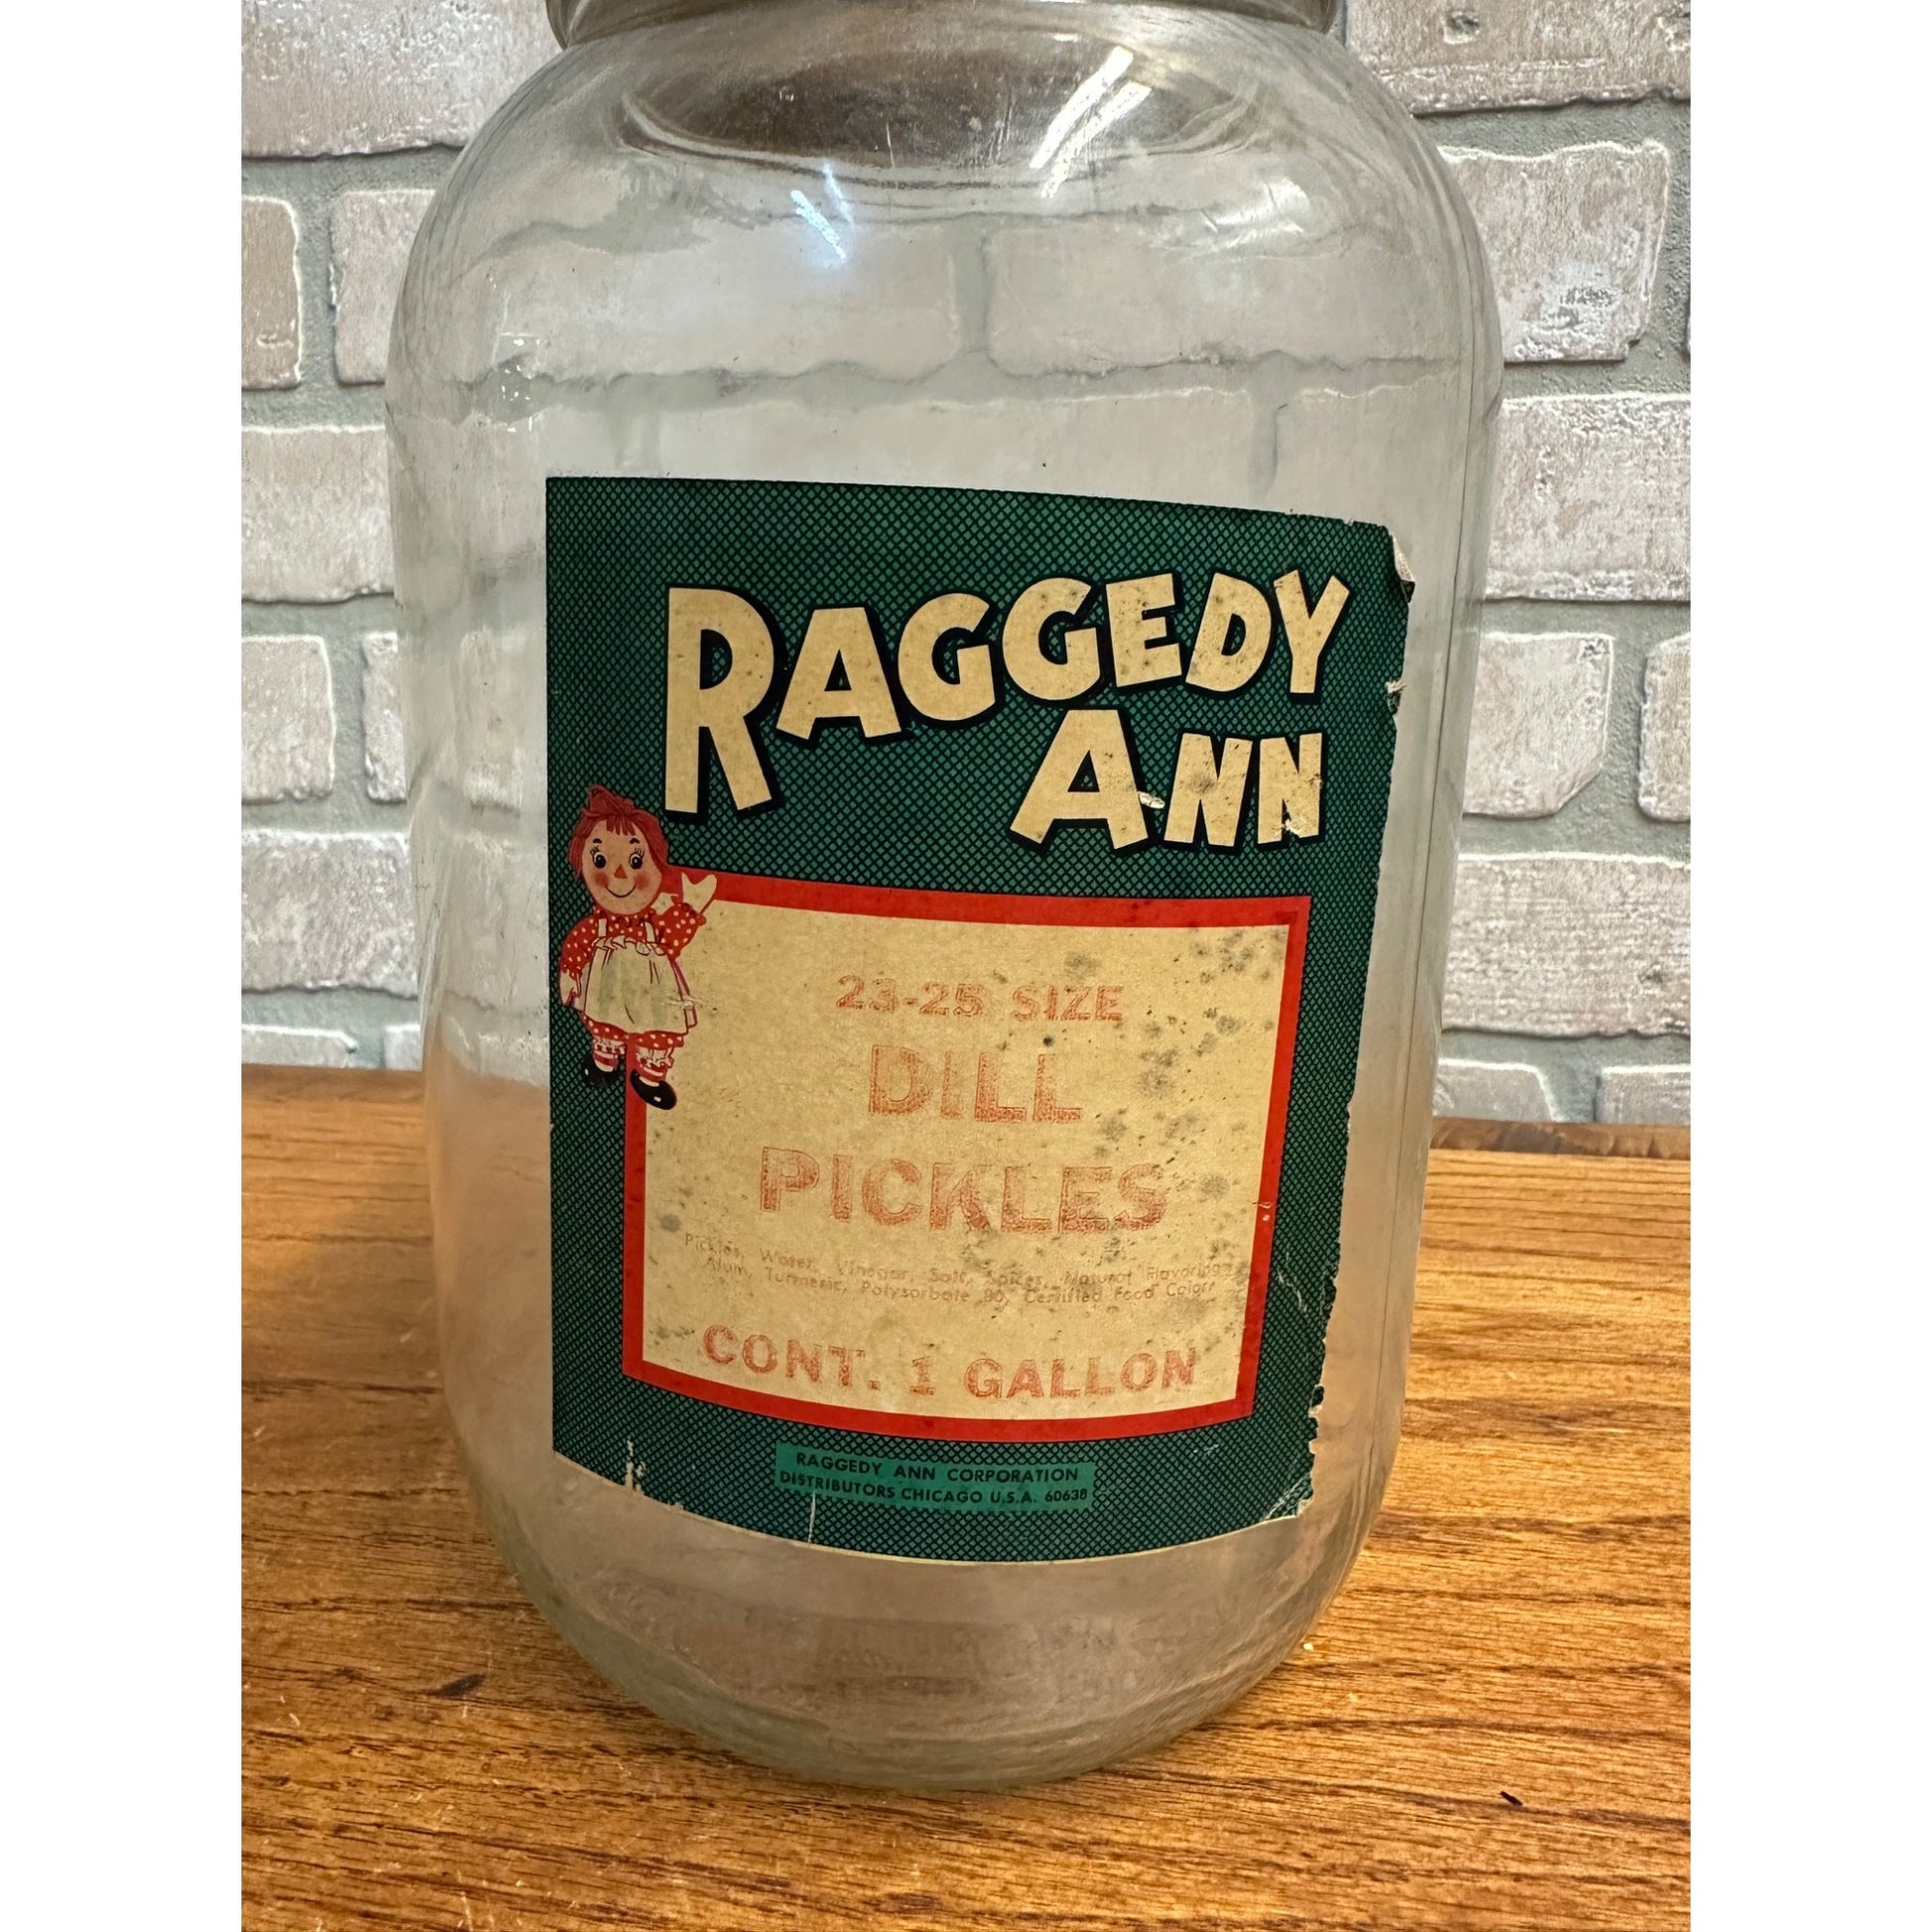 RAGGEDY
ANN
23-25 SIZE
DILL
PICKLES
Pickles, Water, Vinegar, Salt, Spices, Natural Flavoring,
Alum, Turmeric, Polysorbate 80, Certified Food Color
CONT. 1 GALLON
RAGGEDY ANN CORPORATION
DISTRIBUTORS CHICAGO U.S.A. 60638